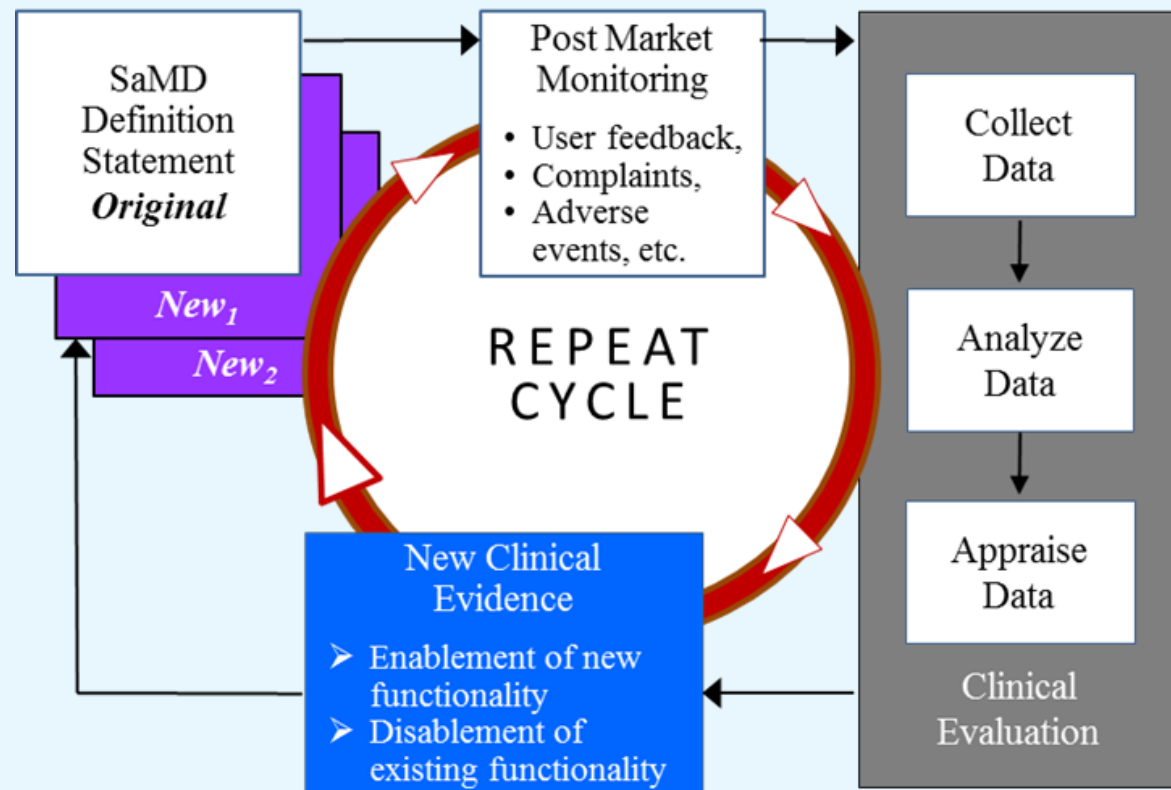 SaMD
Definition
Statement
Original
New1
New2
Post Market
Monitoring
• User feedback,
• Complaints,
• Adverse
events, etc.
REPEAT
CYCLE
Collect
Data
Analyze
Data
Appraise
Data
Clinical
Evaluation
New Clinical
Evidence
➢ Enablement of new
functionality
➢ Disablement of
existing functionality